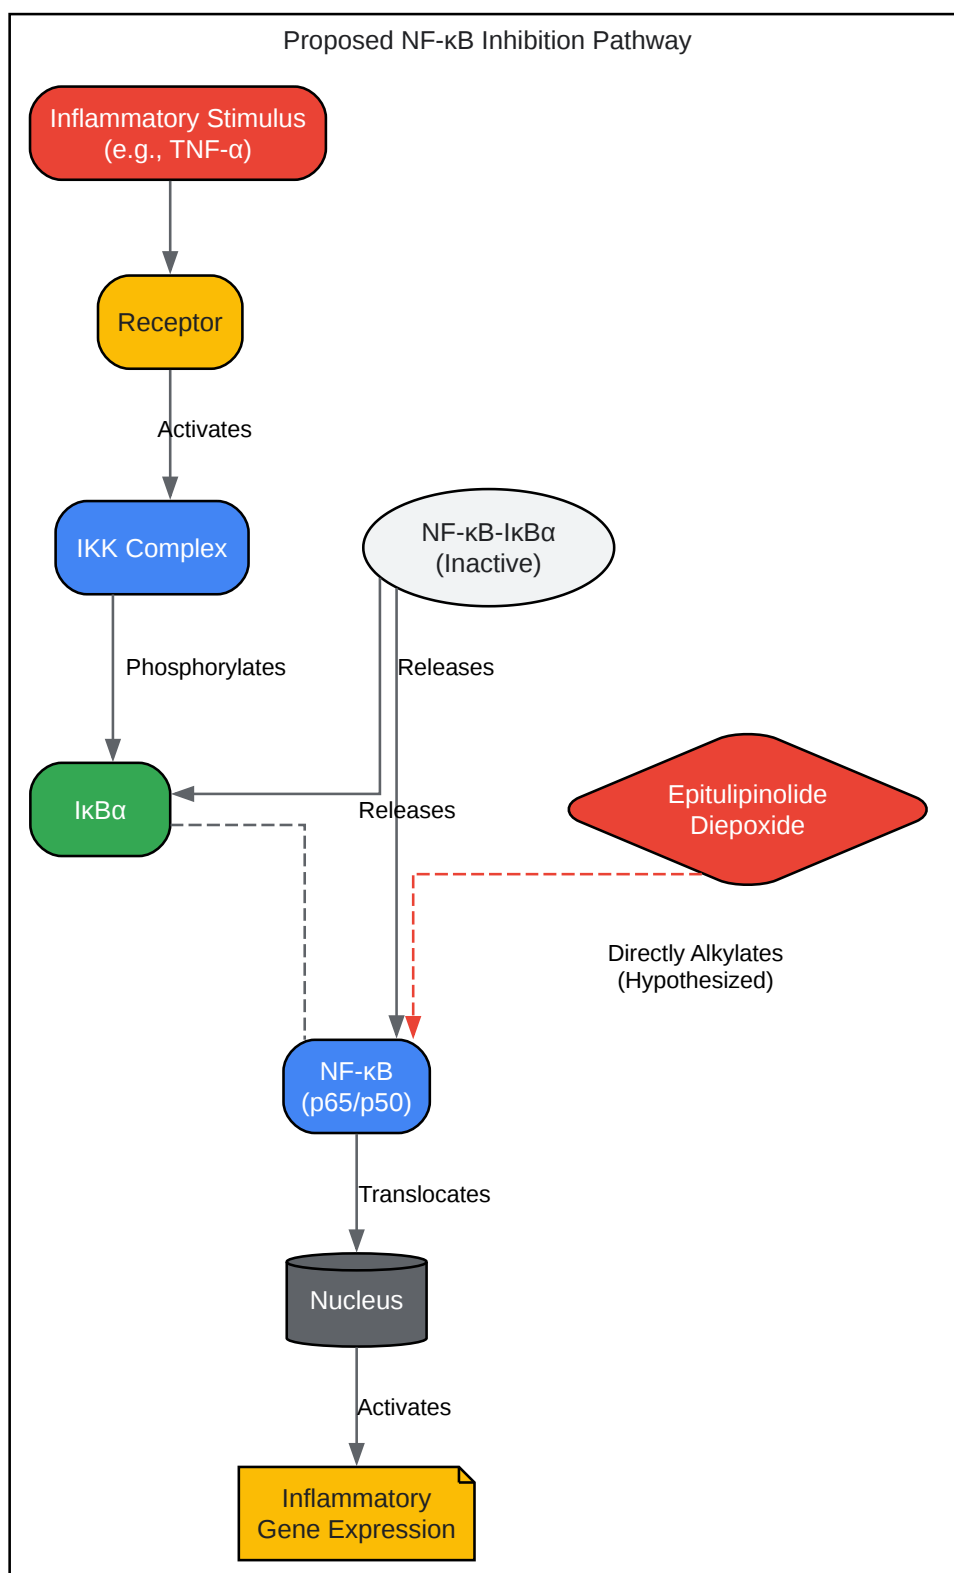 Proposed NF-κB Inhibition Pathway
Inflammatory Stimulus
(e.g., TNF-α)
Receptor
Activates
IKK Complex
NF-κB-IκBα
(Inactive)
Phosphorylates
Releases
IκBα
Releases
Epitulipinolide
Diepoxide
Directly Alkylates
(Hypothesized)
NF-κB
(p65/p50)
Translocates
Nucleus
Activates
Inflammatory
Gene Expression